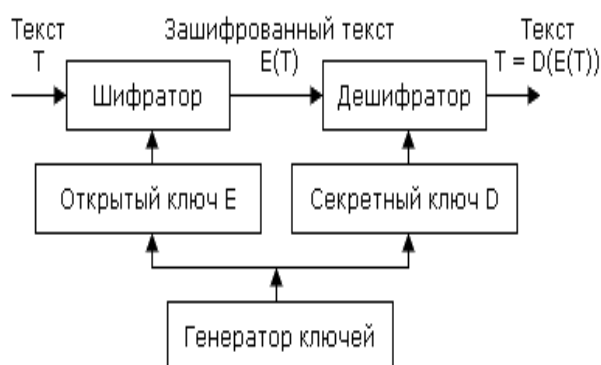 Текст
T
Зашифрованный текст
E(T)
Текст
T = D(E(T))
Шифратор
Дешифратор
Открытый ключ E
Секретный ключ D
Генератор ключей